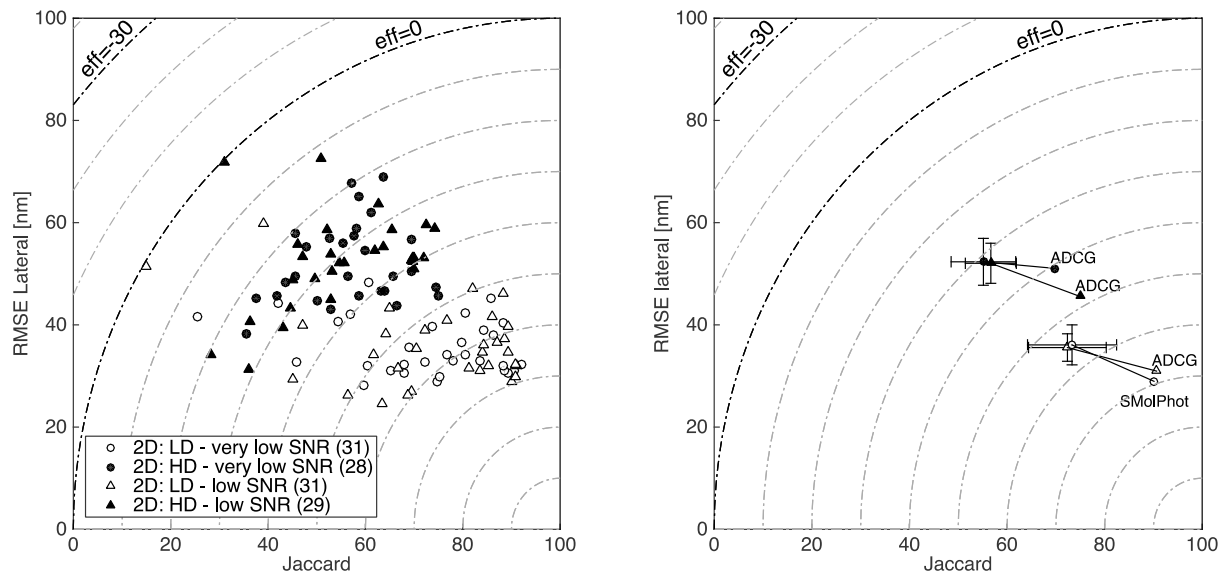 100
80
60
40
20
0
RMSE Lateral [nm]
eff=-30
eff=0
2D: LD - very low SNR (31)
2D: HD - very low SNR (28)
2D: LD - low SNR (31)
2D: HD - low SNR (29)
0 20 40 60 80 100
Jaccard
100
80
60
40
20
0
RMSE lateral [nm]
eff=-30
eff=0
ADCG
ADCG
ADCG
SMolPhot
0 20 40 60 80 100
Jaccard